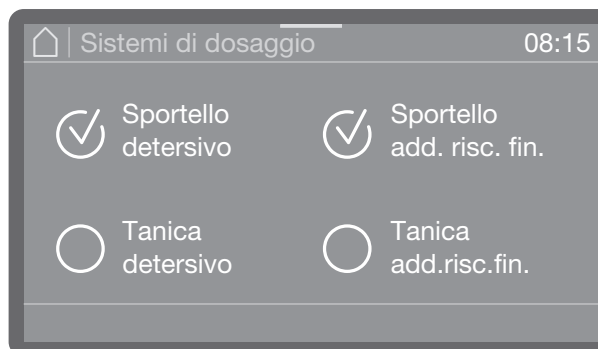 Sistemi di dosaggio 08:15
Sportello
detersivo
Sportello
add. risc. fin.
Tanica
detersivo
Tanica
add.risc.fin.